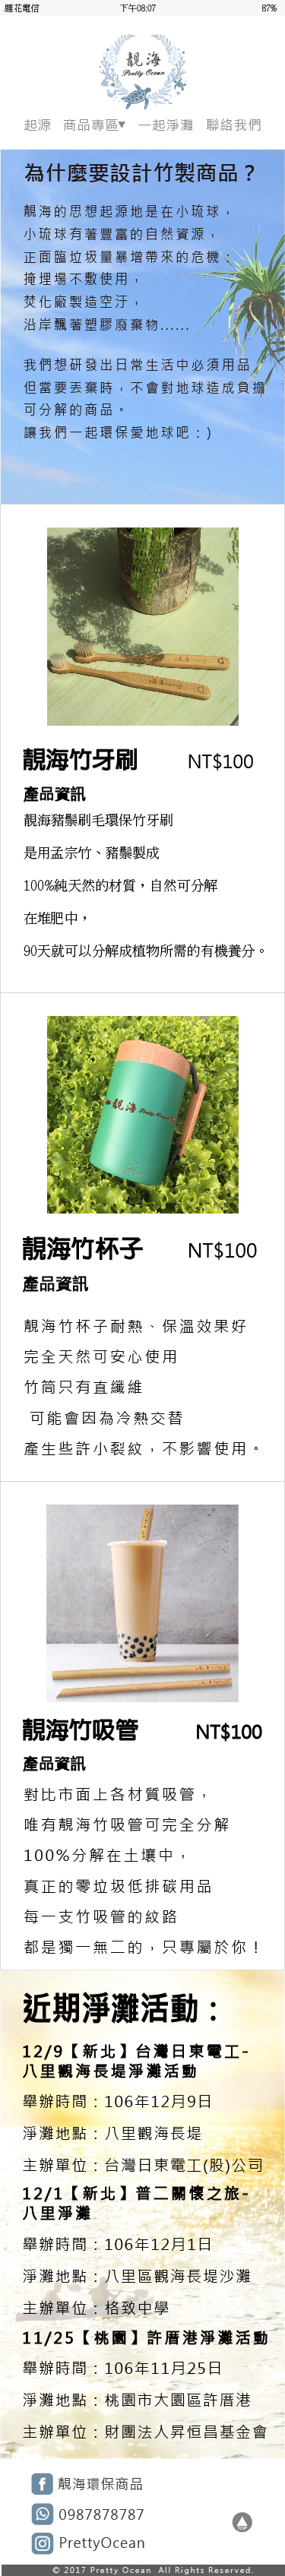 腫花電信 下午08:07 87%
靚海
Pretty Ocean
起源 商品專區▼ 一起淨灘 聯絡我們
為什麼要設計竹製商品？
靚海的思想起源地是在小琉球，
小琉球有著豐富的自然資源，
正面臨垃圾量暴增帶來的危機：
掩埋場不敷使用，
焚化廠製造空汙，
沿岸飄著塑膠廢棄物......
我們想研發出日常生活中必須用品
但當要丟棄時，不會對地球造成負擔
可分解的商品。
讓我們一起環保愛地球吧：)
靚海竹牙刷 NT$100
產品資訊
靚海豬鬃刷毛環保竹牙刷
是用孟宗竹、豬鬃製成
100%純天然的材質，自然可分解
在堆肥中，
90天就可以分解成植物所需的有機養分。
靚海 Pretty Ocean
靚海竹杯子 NT$100
產品資訊
靚海竹杯子耐熱、保溫效果好
完全天然可安心使用
竹筒只有直纖維
可能會因為冷熱交替
產生些許小裂紋，不影響使用。
靚海竹吸管 NT$100
產品資訊
對比市面上各材質吸管，
唯有靚海竹吸管可完全分解
100%分解在土壤中，
真正的零垃圾低排碳用品
每一支竹吸管的紋路
都是獨一無二的，只專屬於你！
近期淨灘活動：
12/9【新北】台灣日東電工-
八里觀海長堤淨灘活動
舉辦時間：106年12月9日
淨灘地點：八里觀海長堤
主辦單位：台灣日東電工(股)公司
12/1【新北】普二關懷之旅-
八里淨灘
舉辦時間：106年12月1日
淨灘地點：八里區觀海長堤沙灘
主辦單位：格致中學
11/25【桃園】許厝港淨灘活動
舉辦時間：106年11月25日
淨灘地點：桃園市大園區許厝港
主辦單位：財團法人昇恒昌基金會
靚海環保商品
0987878787
PrettyOcean
TOP
© 2017 Pretty Ocean All Rights Reserved.